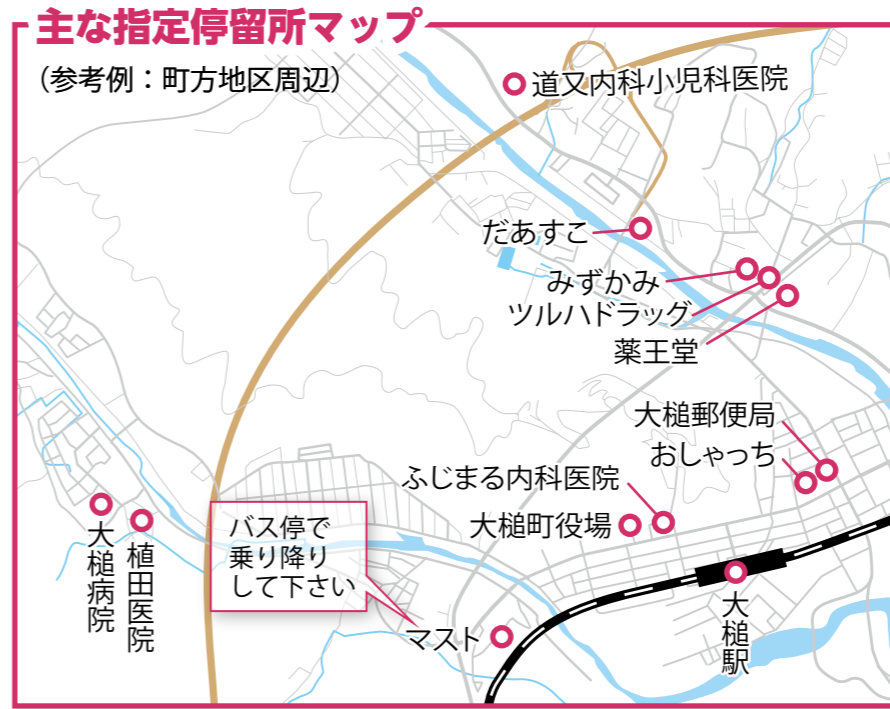 主な指定停留所マップ
（参考例：町方地区周辺）
道又内科小児科医院
だあすこ
みずかみ
ツルハドラッグ
薬王堂
大槌郵便局
おしゃっち
ふじまる内科医院
大槌町役場
バス停で
乗り降り
して下さい
大槌病院
植田医院
マスト
大槌駅